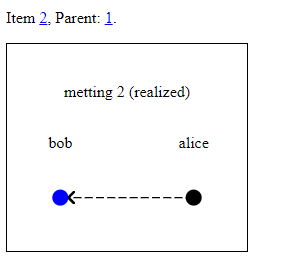 Item 2, Parent: 1.
metting 2 (realized)
bob alice